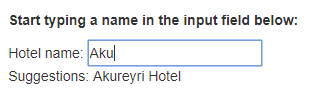 Start typing a name in the input field below:
Hotel name: Aku
Suggestions: Akureyri Hotel